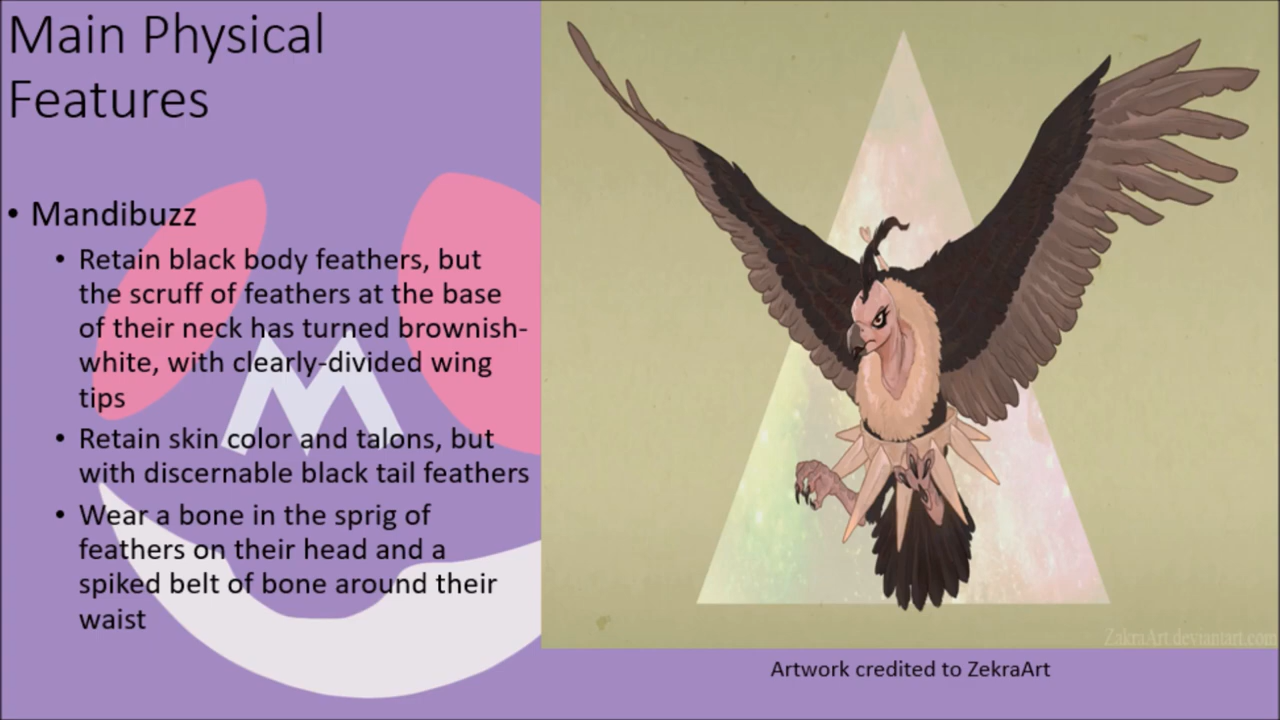 Main Physical
Features
• Mandibuzz
• Retain black body feathers, but
the scruff of feathers at the base
of their neck has turned brownish-
white, with clearly-divided wing
tips
• Retain skin color and talons, but
with discernable black tail feathers
• Wear a bone in the sprig of
feathers on their head and a
spiked belt of bone around their
waist
M
ZakraArt.deviantart.com
Artwork credited to ZekraArt